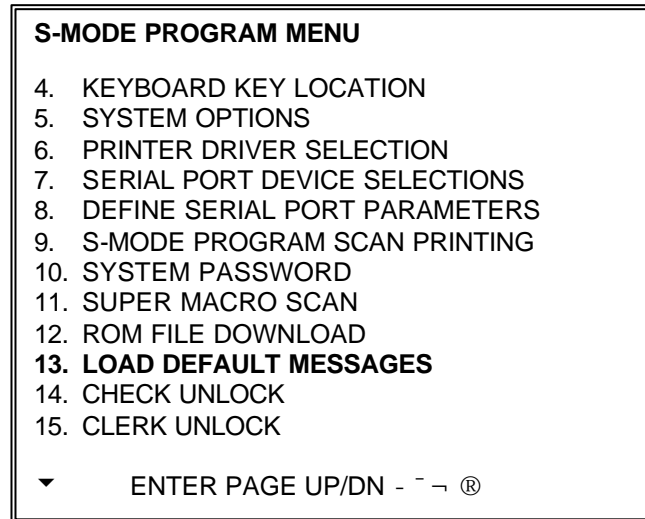 S-MODE PROGRAM MENU
4. KEYBOARD KEY LOCATION
5. SYSTEM OPTIONS
6. PRINTER DRIVER SELECTION
7. SERIAL PORT DEVICE SELECTIONS
8. DEFINE SERIAL PORT PARAMETERS
9. S-MODE PROGRAM SCAN PRINTING
10. SYSTEM PASSWORD
11. SUPER MACRO SCAN
12. ROM FILE DOWNLOAD
13. LOAD DEFAULT MESSAGES
14. CHECK UNLOCK
15. CLERK UNLOCK
▼ ENTER PAGE UP/DN - ¯ ¬ ®